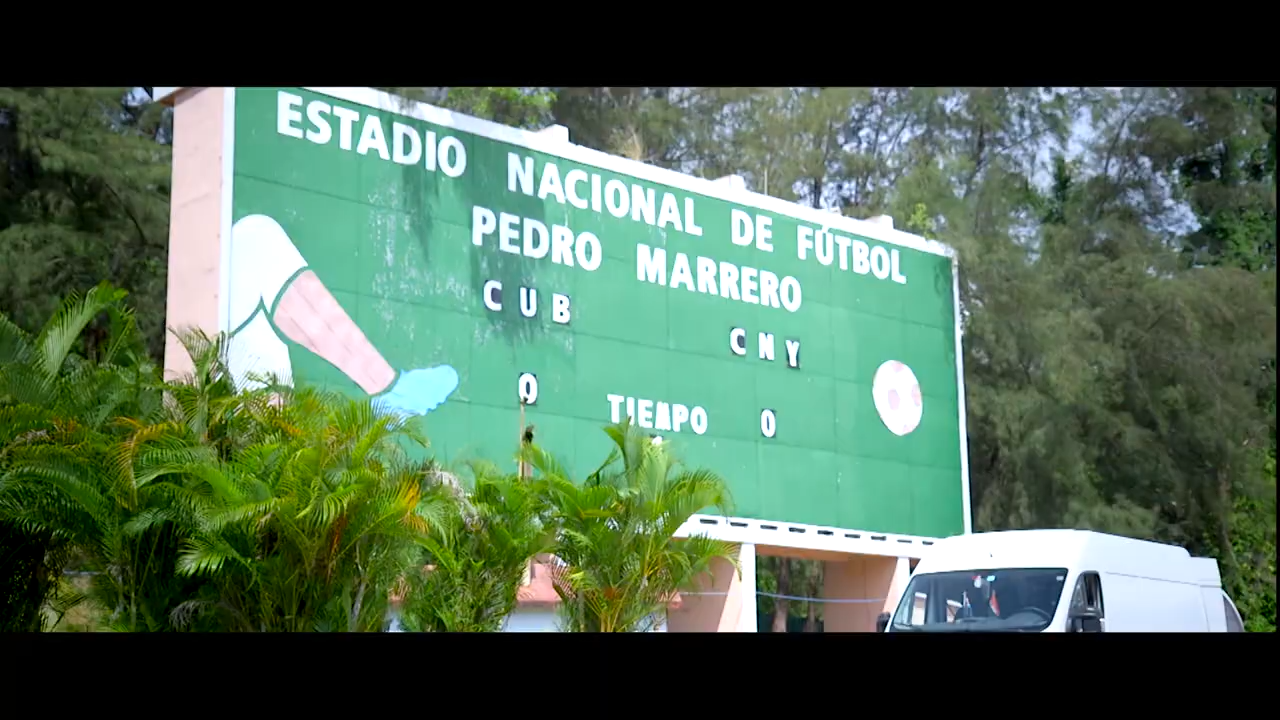 ESTADIO NACIONAL DE FÚTBOL
PEDRO MARRERO
CUB CNY
0 TIEMPO 0